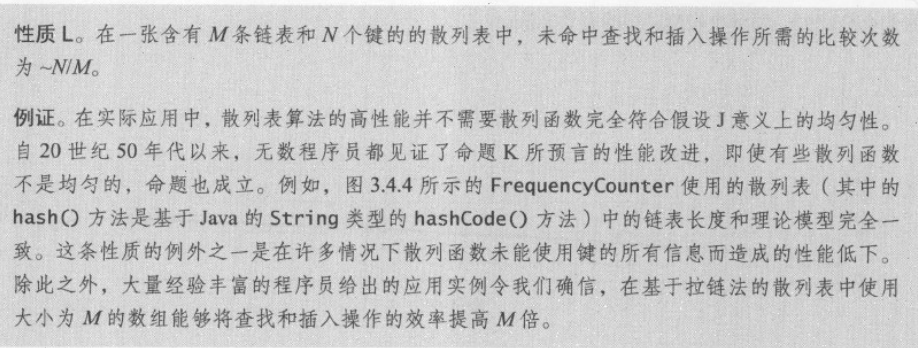 性质 L。在一张含有 M 条链表和 N 个键的的散列表中，未命中查找和插入操作所需的比较次数
为 ~N/M。
例证。在实际应用中，散列表算法的高性能并不需要散列函数完全符合假设 J 意义上的均匀性。
自 20 世纪 50 年代以来，无数程序员都见证了命题 K 所预言的性能改进，即使有些散列函数
不是均匀的，命题也成立。例如，图 3.4.4 所示的 FrequencyCounter 使用的散列表（其中的
hash() 方法是基于 Java 的 String 类型的 hashCode() 方法）中的链表长度和理论模型完全一
致。这条性质的例外之一是在许多情况下散列函数未能使用键的所有信息而造成的性能低下。
除此之外，大量经验丰富的程序员给出的应用实例令我们确信，在基于拉链法的散列表中使用
大小为 M 的数组能够将查找和插入操作的效率提高 M 倍。